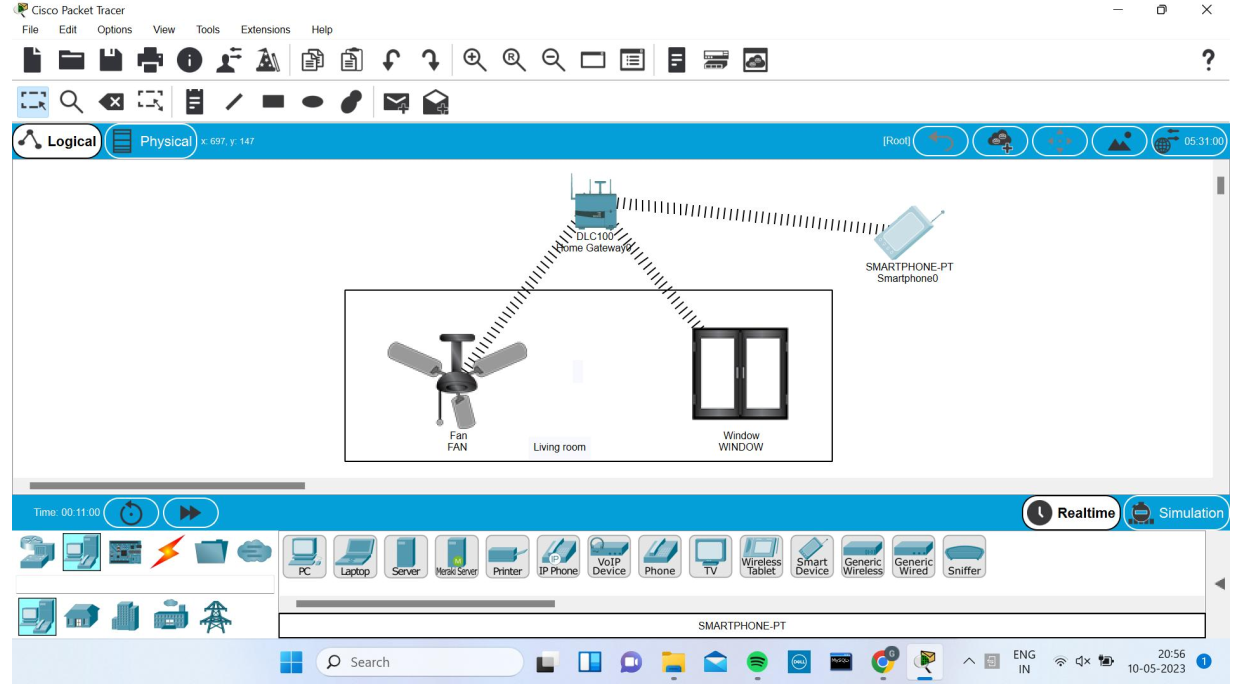 Cisco Packet Tracer
File Edit Options View Tools Extensions Help
Logical Physical x: 697, y: 147 [Root] 05:31:00
DLC100
Home Gateway0
SMARTPHONE-PT
Smartphone0
Fan
FAN
Living room
Window
WINDOW
Time: 00:11:00 Realtime Simulation
PC Laptop Server Meraki Server Printer IP Phone VoIP Device Phone TV Wireless Tablet Smart Device Generic Wireless Generic Wired Sniffer
SMARTPHONE-PT
Search
ENG
IN
20:56
10-05-2023
1